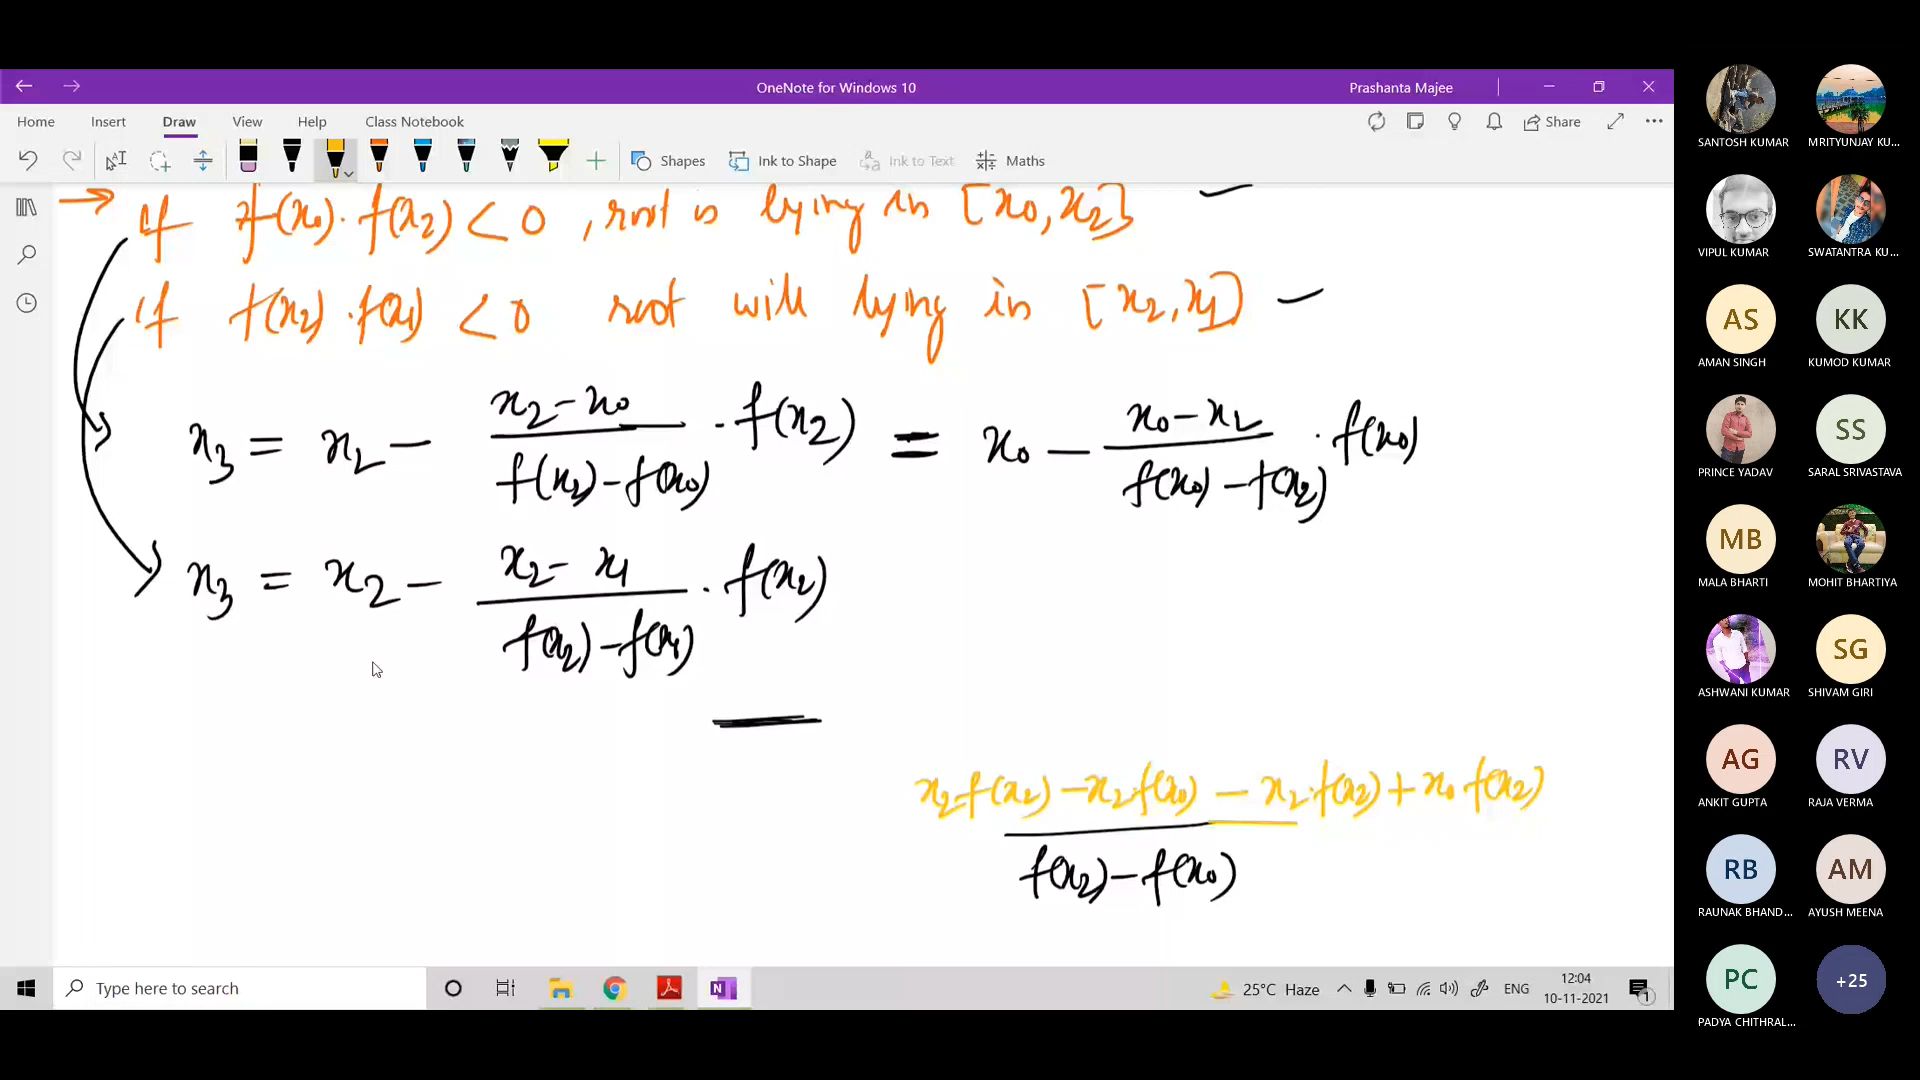 OneNote for Windows 10
Prashanta Majee
Home Insert Draw View Help Class Notebook
Share
Shapes Ink to Shape Ink to Text Maths
→ If f(x₀)·f(x₂) < 0, root is lying in [x₀, x₂]
If f(x₂)·f(x₁) < 0 root will lying in [x₂, x₁]
x₃ = x₂ − (x₂ − x₀)/(f(x₂) − f(x₀)) · f(x₂) = x₀ − (x₀ − x₂)/(f(x₀) − f(x₂)) · f(x₀)
x₃ = x₂ − (x₂ − x₁)/(f(x₂) − f(x₁)) · f(x₂)
x₂f(x₂) − x₂·f(x₀) − x₂·f(x₂) + x₀ f(x₂)
f(x₂) − f(x₀)
Type here to search
25°C Haze
ENG
12:04
10-11-2021
1
SANTOSH KUMAR
MRITYUNJAY KU...
VIPUL KUMAR
SWATANTRA KU...
AS
KK
AMAN SINGH
KUMOD KUMAR
SS
PRINCE YADAV
SARAL SRIVASTAVA
MB
MALA BHARTI
MOHIT BHARTIYA
SG
ASHWANI KUMAR
SHIVAM GIRI
AG
RV
ANKIT GUPTA
RAJA VERMA
RB
AM
RAUNAK BHAND...
AYUSH MEENA
PC
+25
PADYA CHITHRAL...